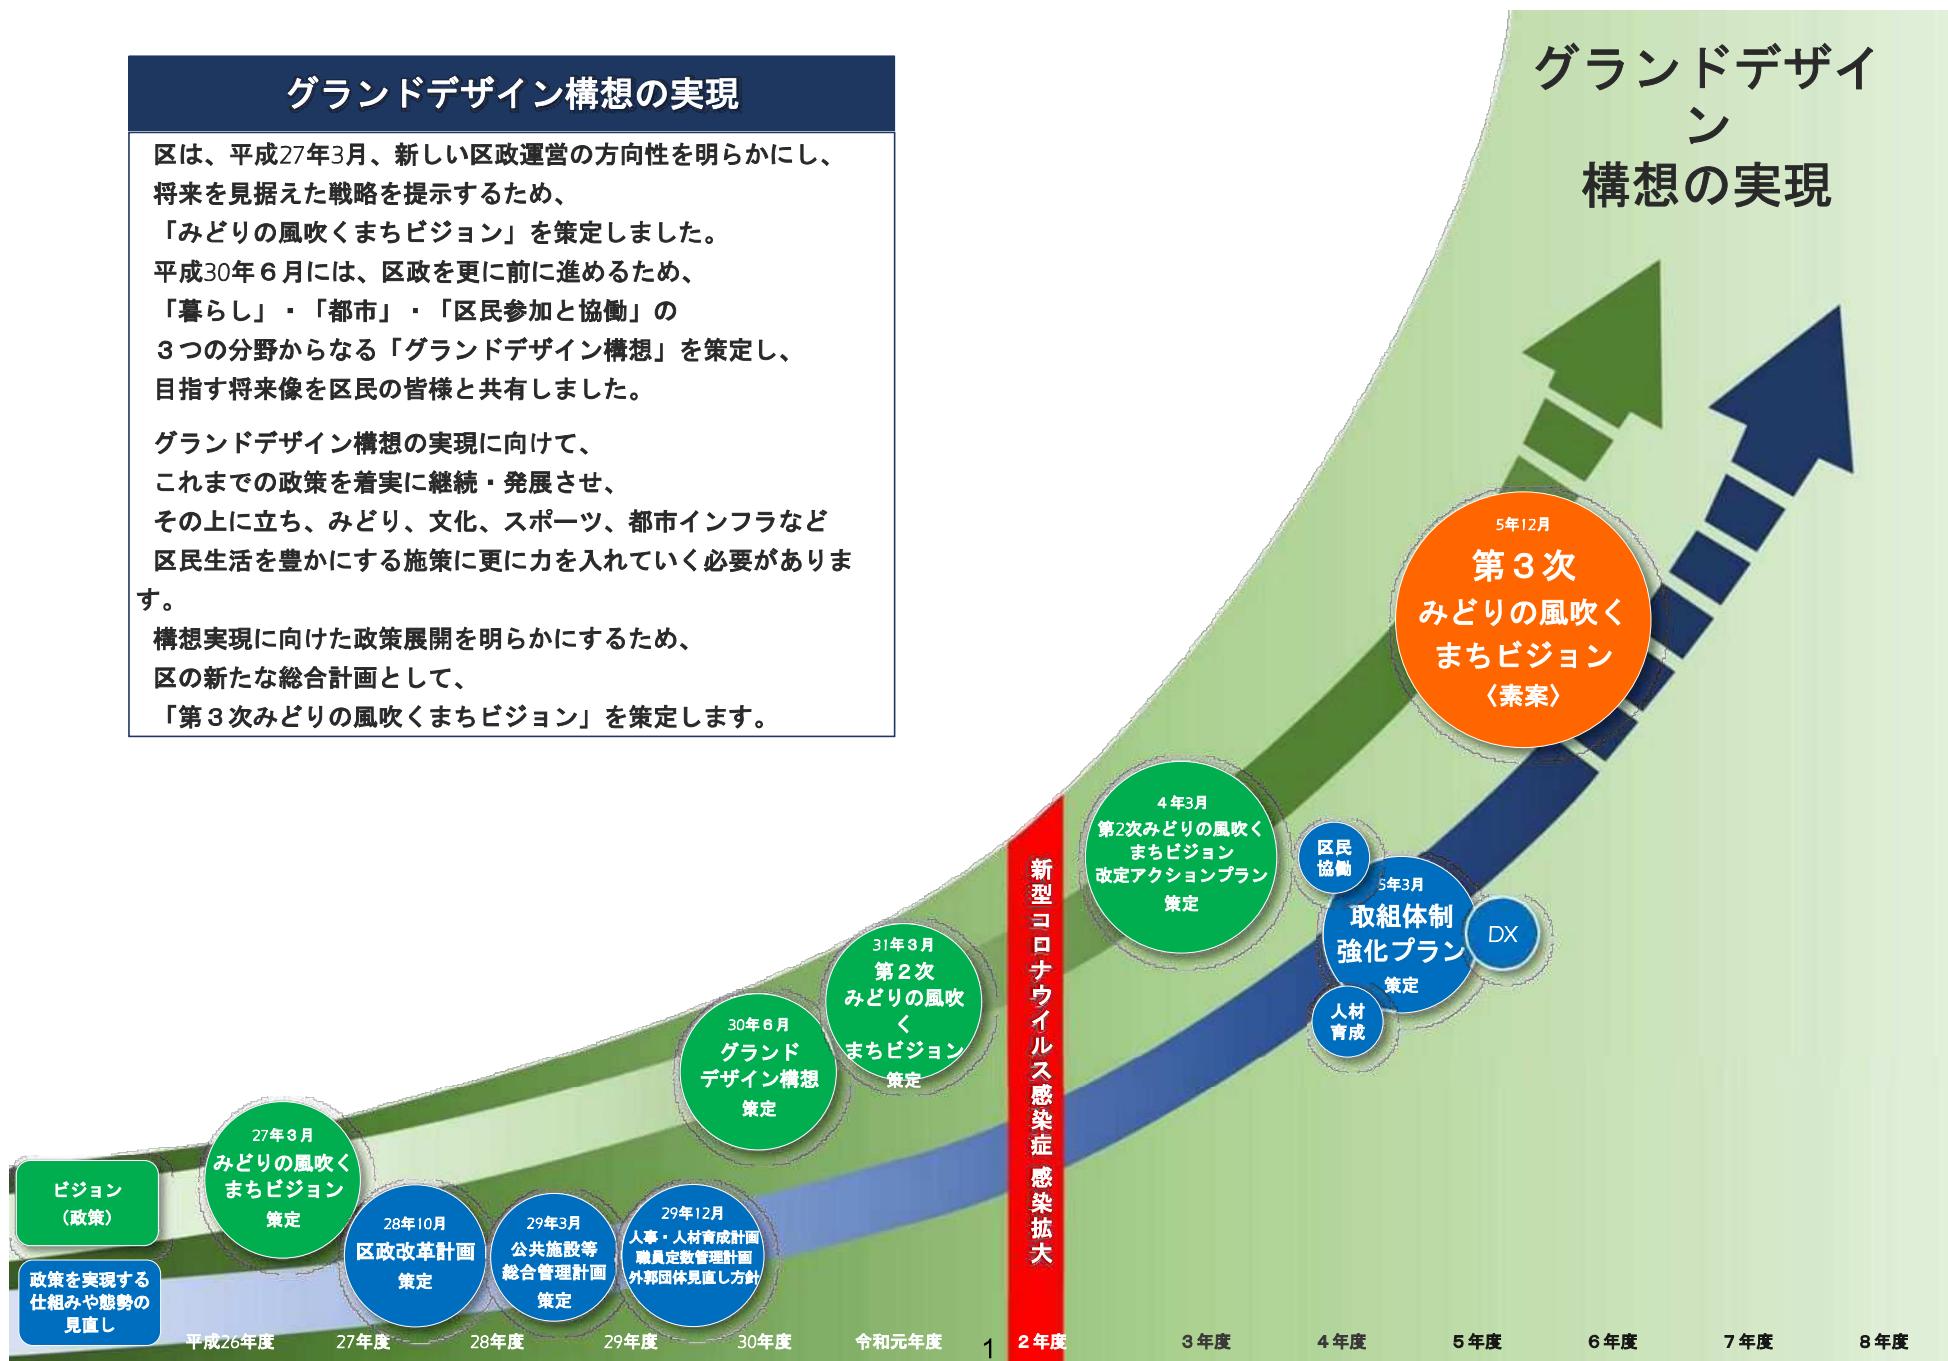 グランドデザイン構想の実現
区は、平成27年3月、新しい区政運営の方向性を明らかにし、
将来を見据えた戦略を提示するため、
「みどりの風吹くまちビジョン」を策定しました。
平成30年６月には、区政を更に前に進めるため、
「暮らし」・「都市」・「区民参加と協働」の
３つの分野からなる「グランドデザイン構想」を策定し、
目指す将来像を区民の皆様と共有しました。
グランドデザイン構想の実現に向けて、
これまでの政策を着実に継続・発展させ、
その上に立ち、みどり、文化、スポーツ、都市インフラなど
区民生活を豊かにする施策に更に力を入れていく必要がありま
す。
構想実現に向けた政策展開を明らかにするため、
区の新たな総合計画として、
「第３次みどりの風吹くまちビジョン」を策定します。
グランドデザイ
ン
構想の実現
5年12月
第３次
みどりの風吹く
まちビジョン
〈素案〉
４年3月
第2次みどりの風吹く
まちビジョン
改定アクションプラン
策定
区民
協働
5年3月
取組体制
強化プラン
策定
DX
人材
育成
新型コロナウイルス感染症 感染拡大
31年３月
第２次
みどりの風吹
く
まちビジョン
策定
30年６月
グランド
デザイン構想
策定
27年３月
みどりの風吹く
まちビジョン
策定
ビジョン
（政策）
28年10月
区政改革計画
策定
29年3月
公共施設等
総合管理計画
策定
29年12月
人事・人材育成計画
職員定数管理計画
外郭団体見直し方針
政策を実現する
仕組みや態勢の
見直し
平成26年度
27年度
28年度
29年度
30年度
令和元年度
1
２年度
３年度
４年度
５年度
６年度
７年度
８年度